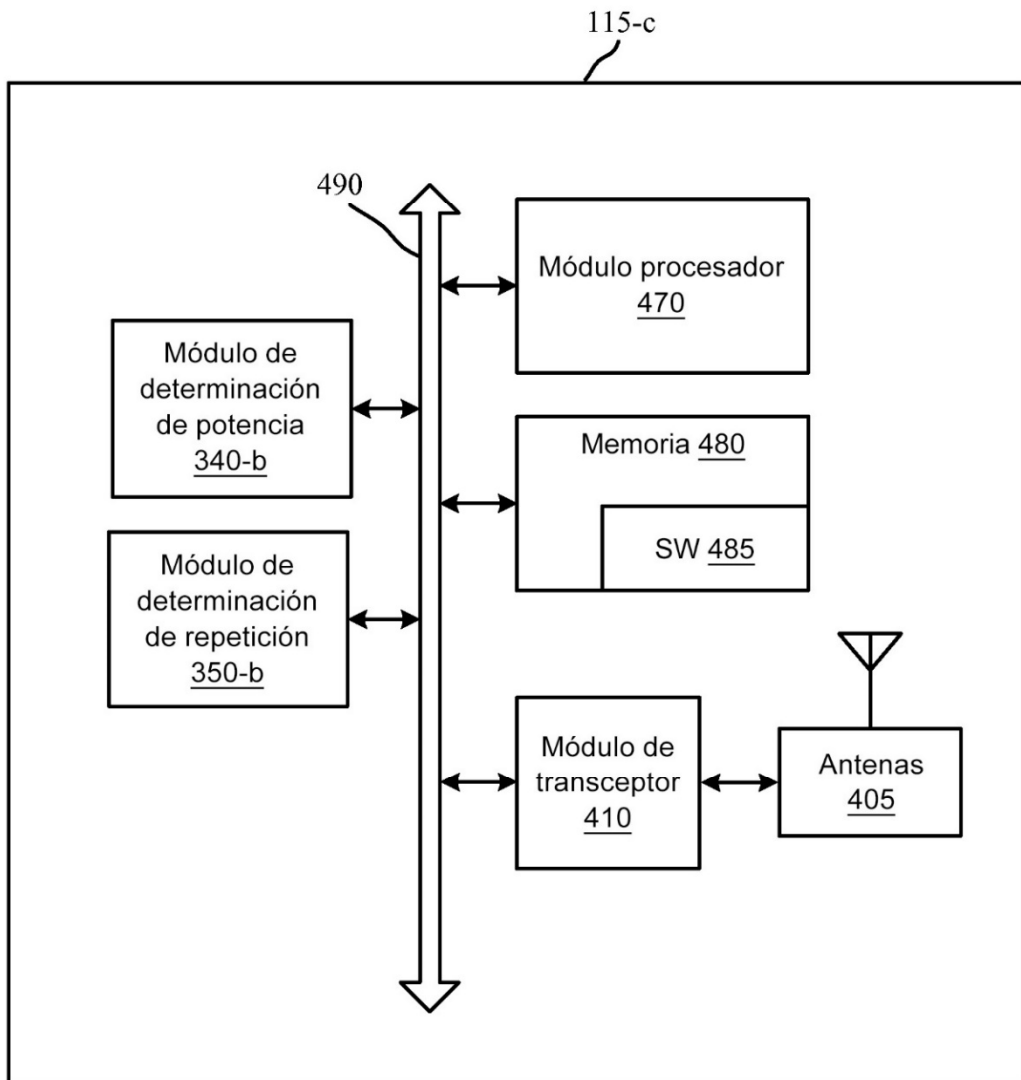 115-c
490
Módulo procesador
470
Módulo de
determinación
de potencia
340-b
Memoria 480
SW 485
Módulo de
determinación
de repetición
350-b
Módulo de
transceptor
410
Antenas
405